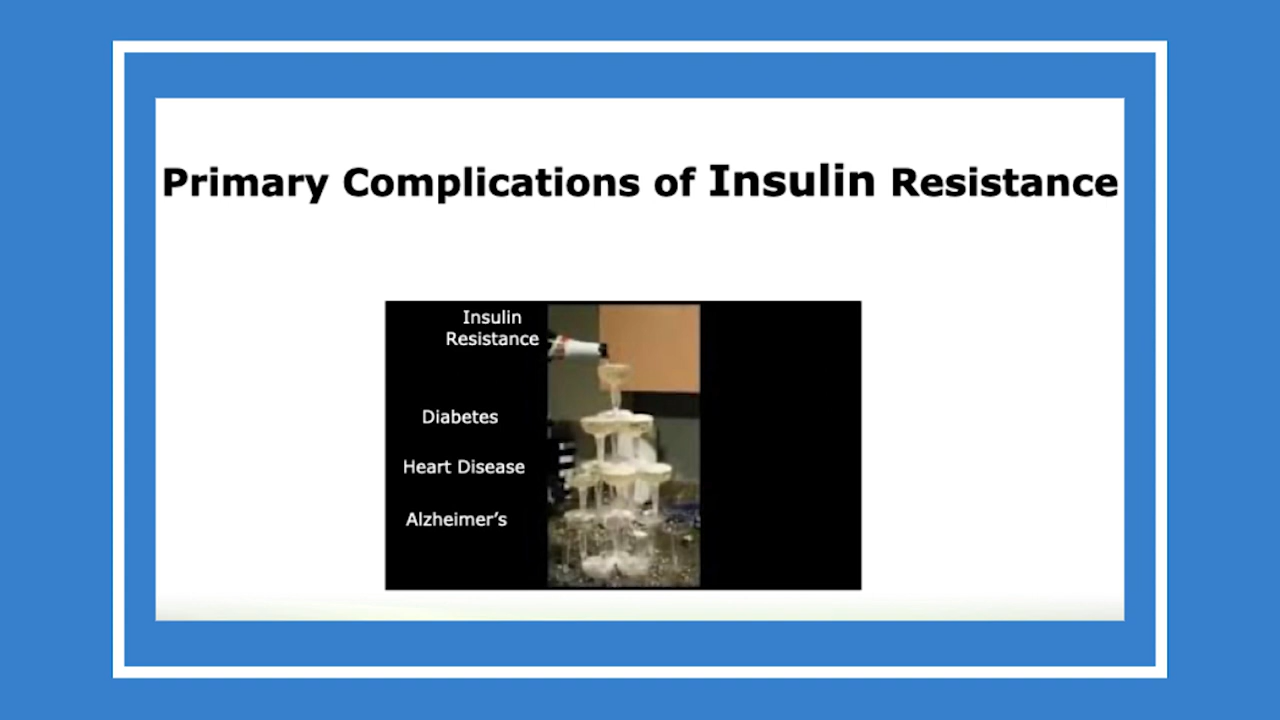 Primary Complications of Insulin Resistance
Insulin
Resistance
Diabetes
Heart Disease
Alzheimer’s